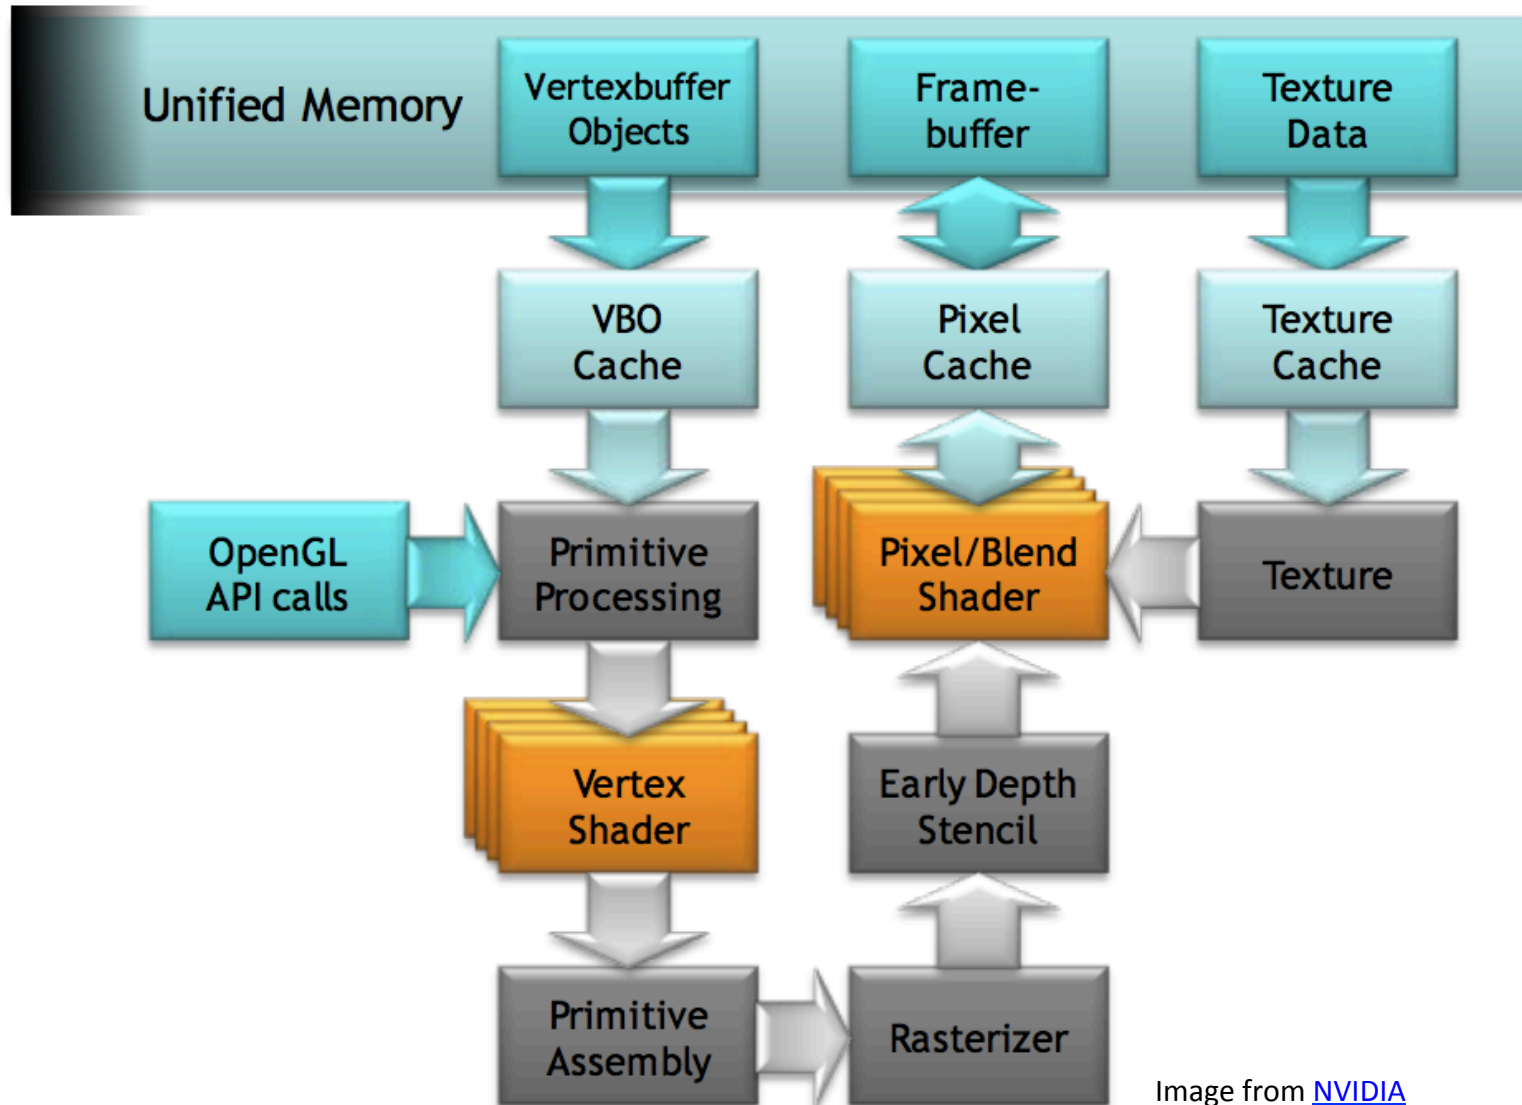 Unified Memory
Vertexbuffer
Objects
Frame-
buffer
Texture
Data
VBO
Cache
Pixel
Cache
Texture
Cache
OpenGL
API calls
Primitive
Processing
Pixel/Blend
Shader
Texture
Vertex
Shader
Early Depth
Stencil
Primitive
Assembly
Rasterizer
Image from NVIDIA